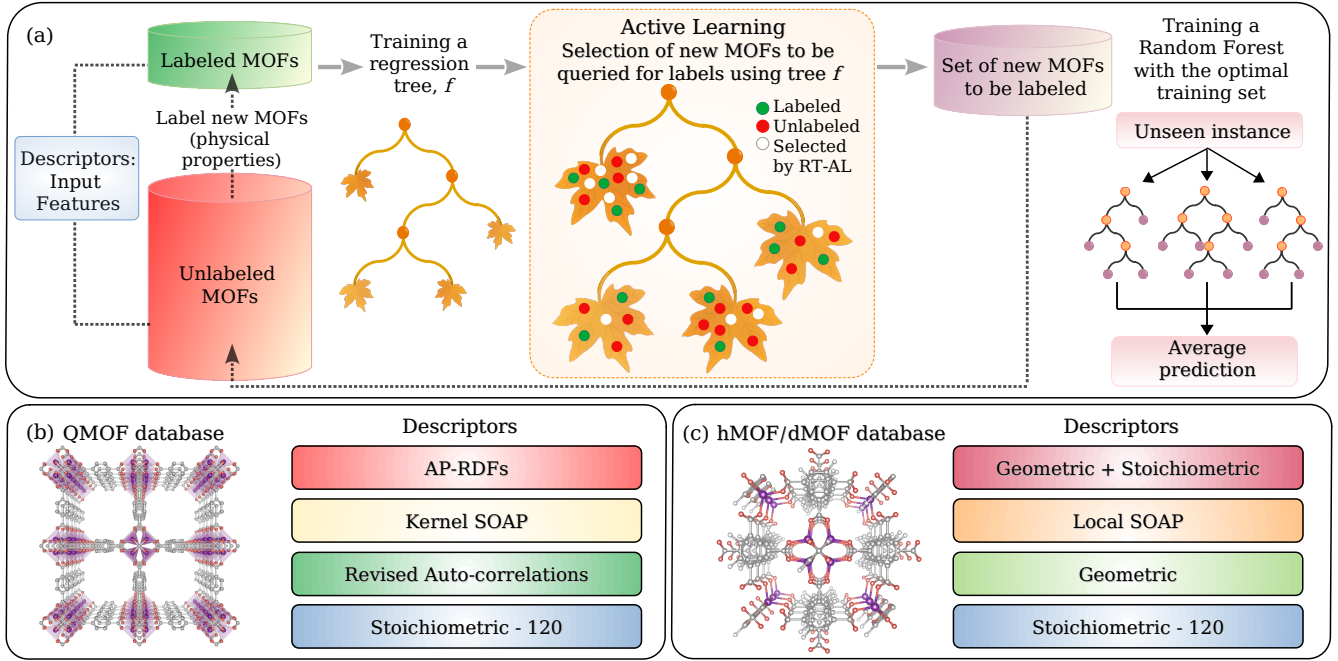 (a)
Labeled MOFs
Label new MOFs
(physical
properties)
Descriptors:
Input
Features
Unlabeled
MOFs
Training a
regression
tree, f
Active Learning
Selection of new MOFs to be
queried for labels using tree f
Labeled
Unlabeled
Selected
by RT-AL
Set of new MOFs
to be labeled
Training a
Random Forest
with the optimal
training set
Unseen instance
Average
prediction
(b) QMOF database
Descriptors
AP-RDFs
Kernel SOAP
Revised Auto-correlations
Stoichiometric - 120
(c) hMOF/dMOF database
Descriptors
Geometric + Stoichiometric
Local SOAP
Geometric
Stoichiometric - 120